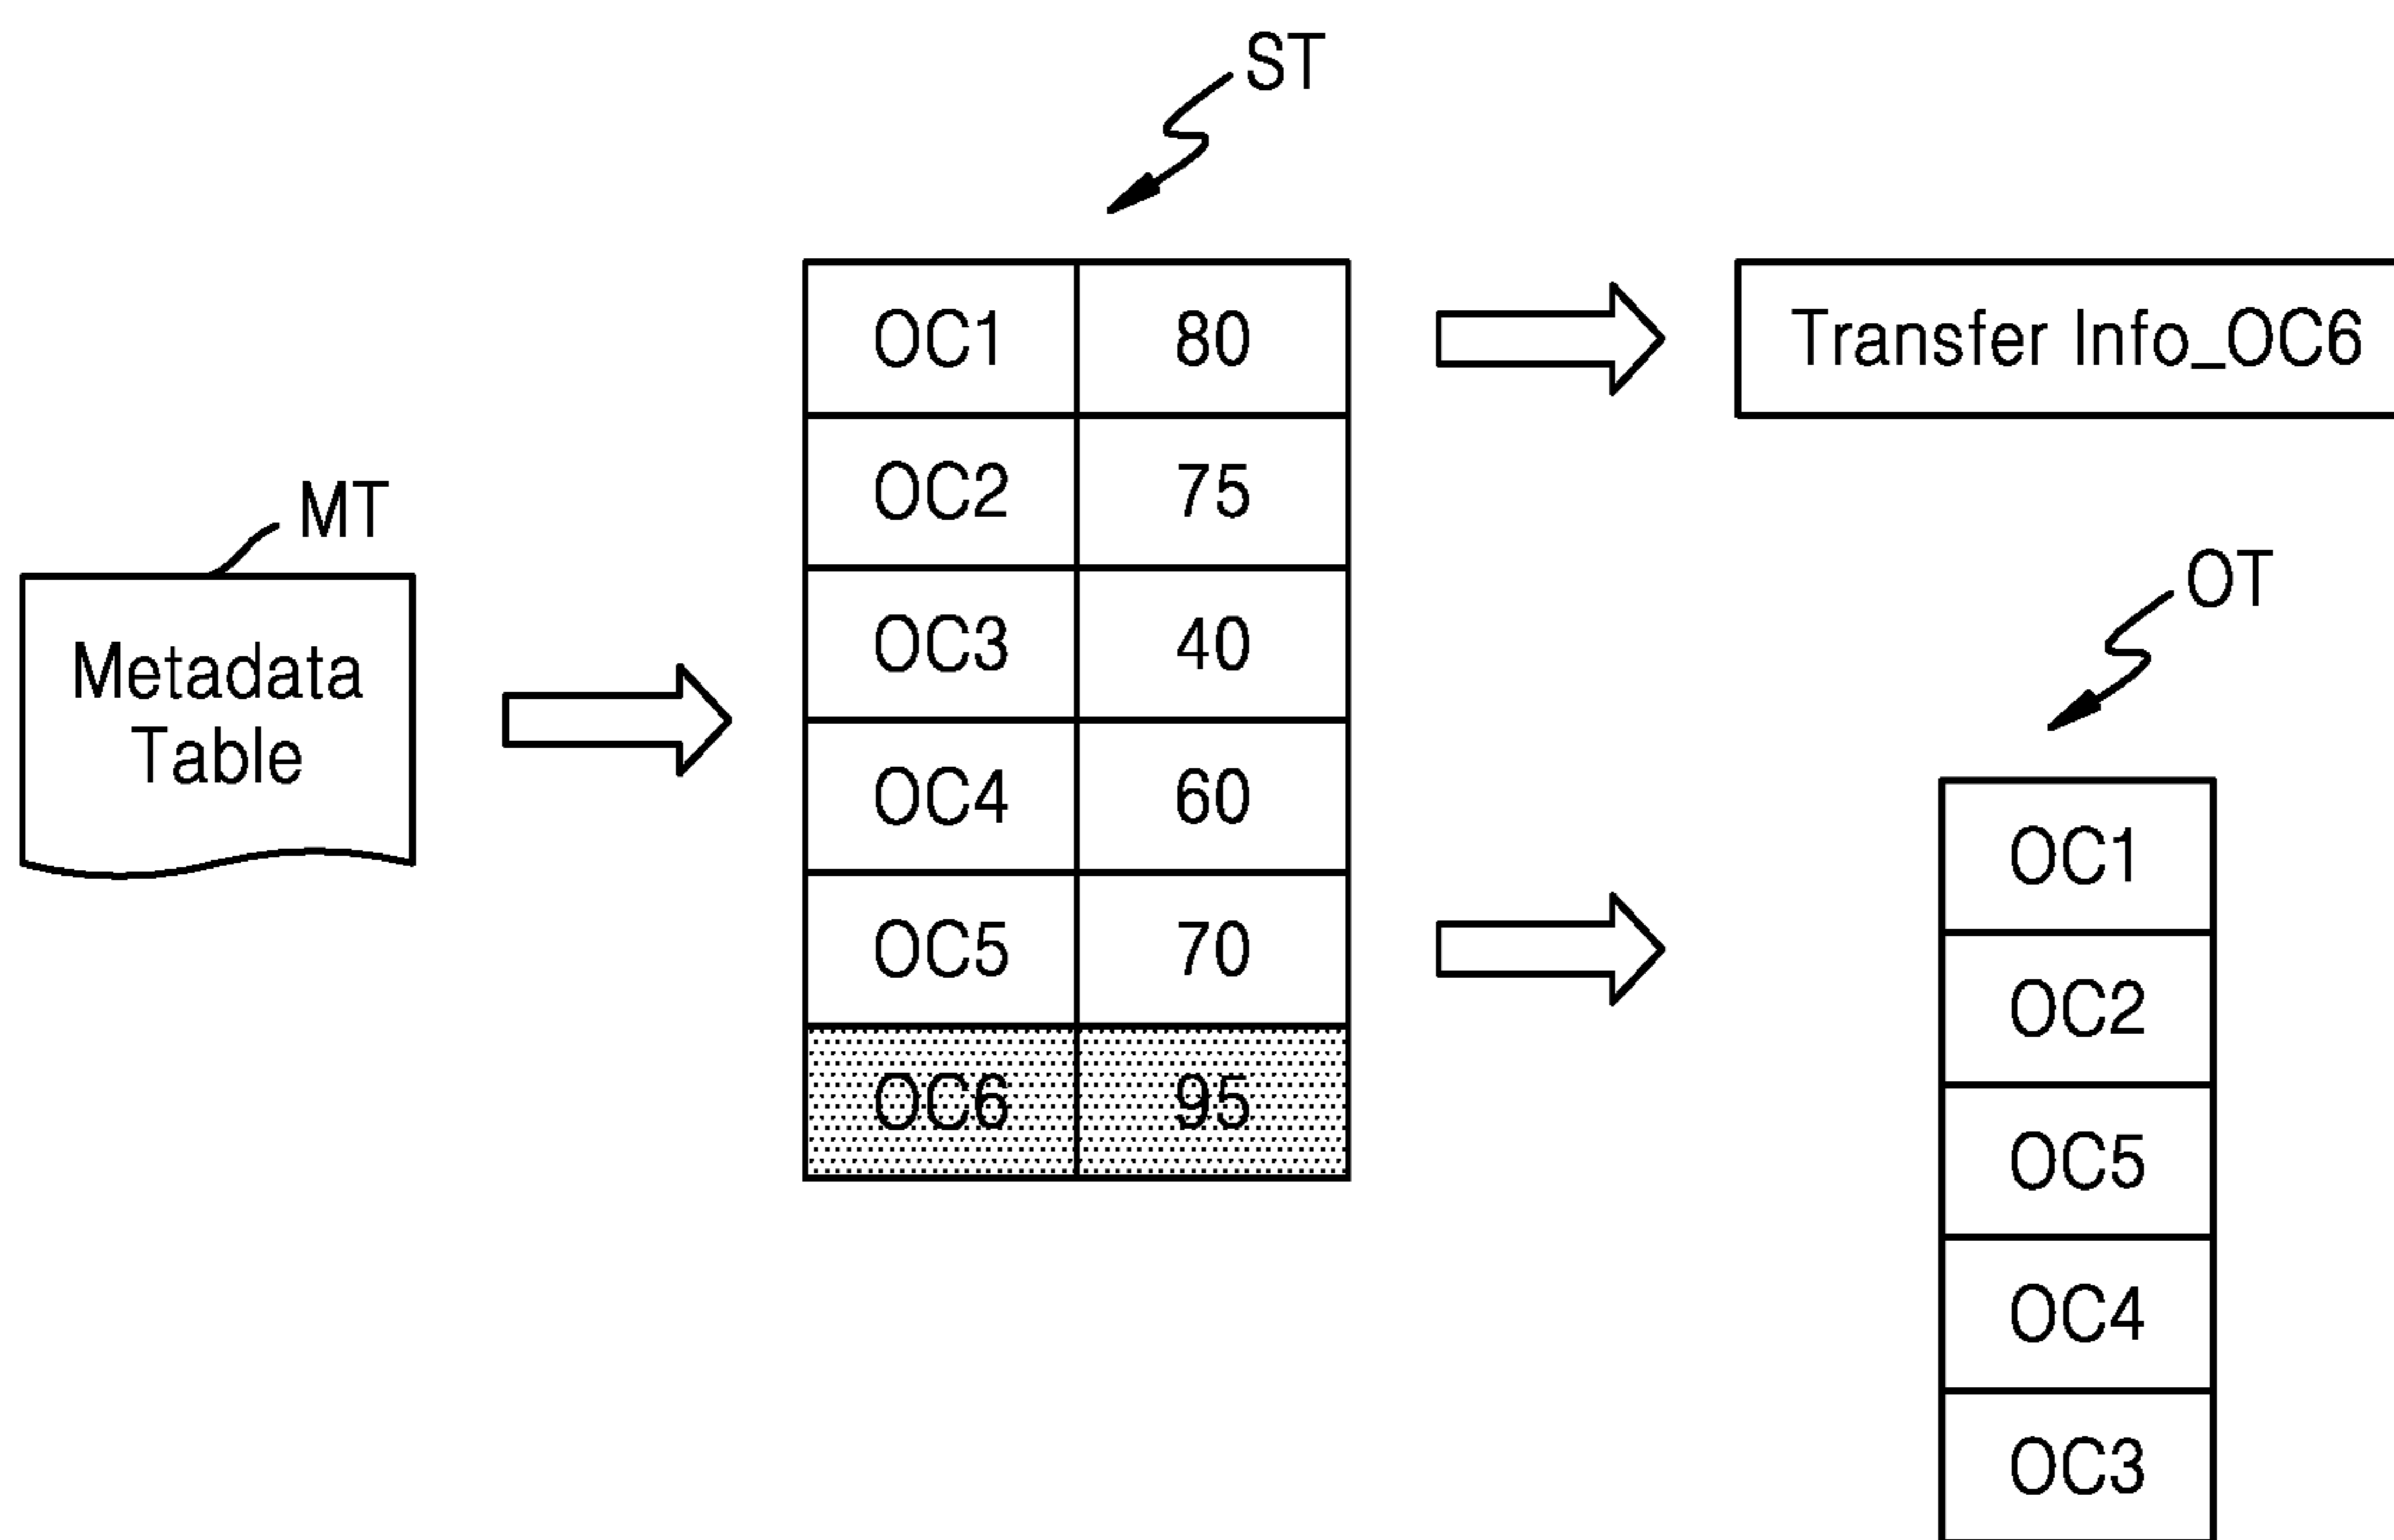 ST
OC1 80
OC2 75
OC3 40
OC4 60
OC5 70
OC6 95
Transfer Info_OC6
MT
Metadata
Table
OT
OC1
OC2
OC5
OC4
OC3